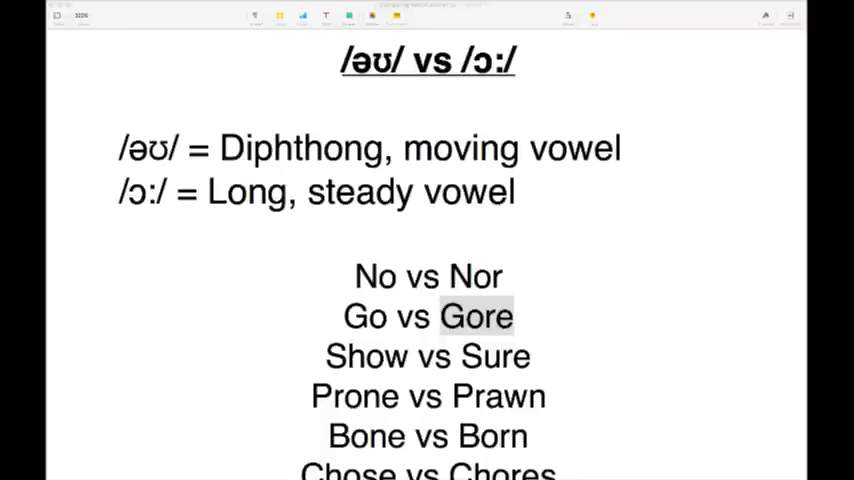 /əʊ/ vs /ɔː/
/əʊ/ = Diphthong, moving vowel
/ɔː/ = Long, steady vowel
No vs Nor
Go vs Gore
Show vs Sure
Prone vs Prawn
Bone vs Born
Chose vs Chores